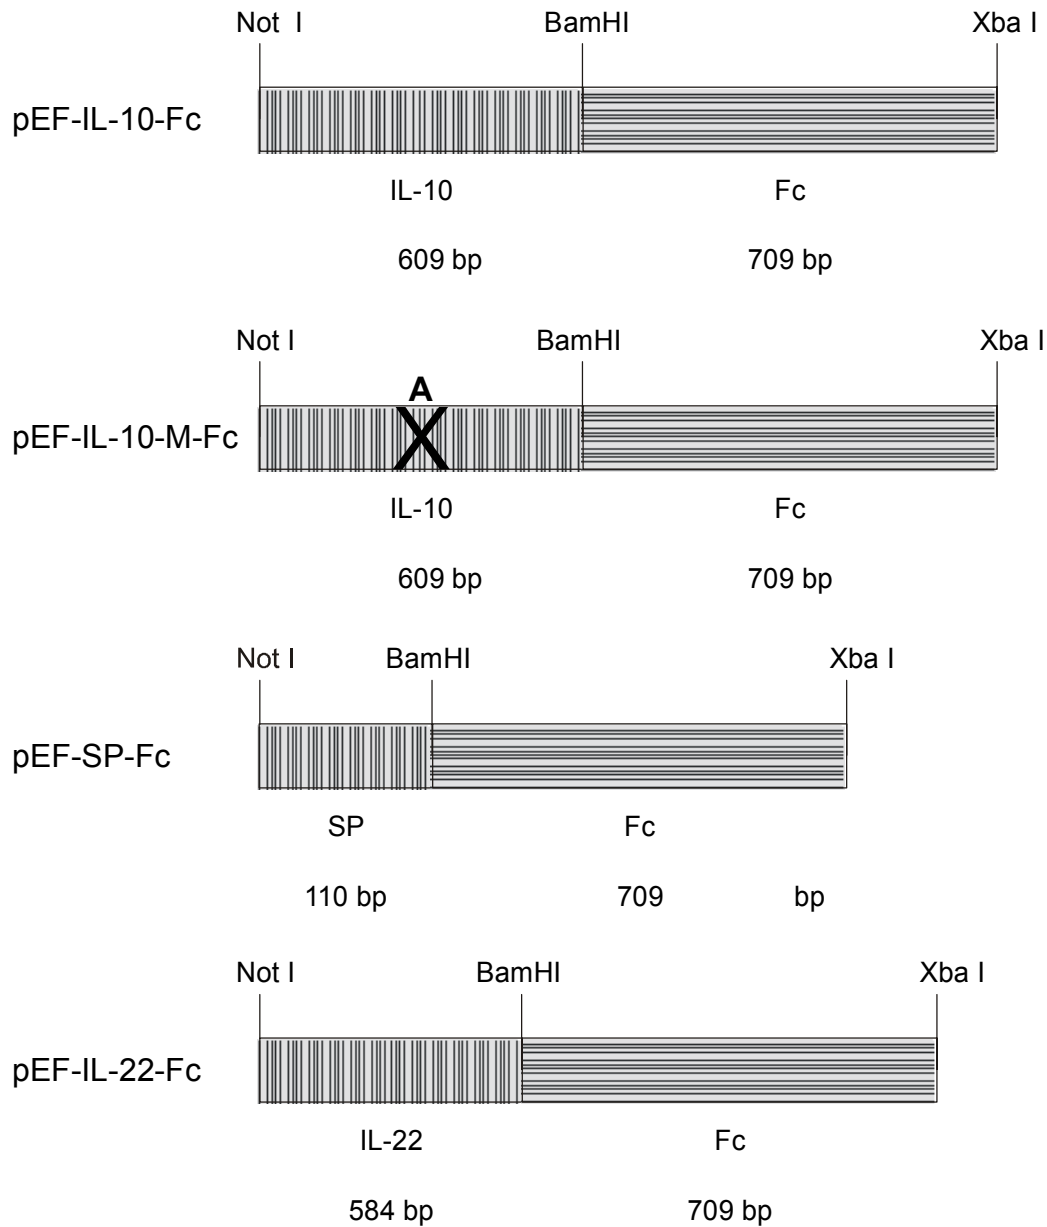 Not I BamHI Xba I
pEF-IL-10-Fc
IL-10 Fc
609 bp 709 bp
Not I BamHI Xba I
A
pEF-IL-10-M-Fc
IL-10 Fc
609 bp 709 bp
Not I BamHI Xba I
pEF-SP-Fc
SP Fc
110 bp 709 bp
Not I BamHI Xba I
pEF-IL-22-Fc
IL-22 Fc
584 bp 709 bp